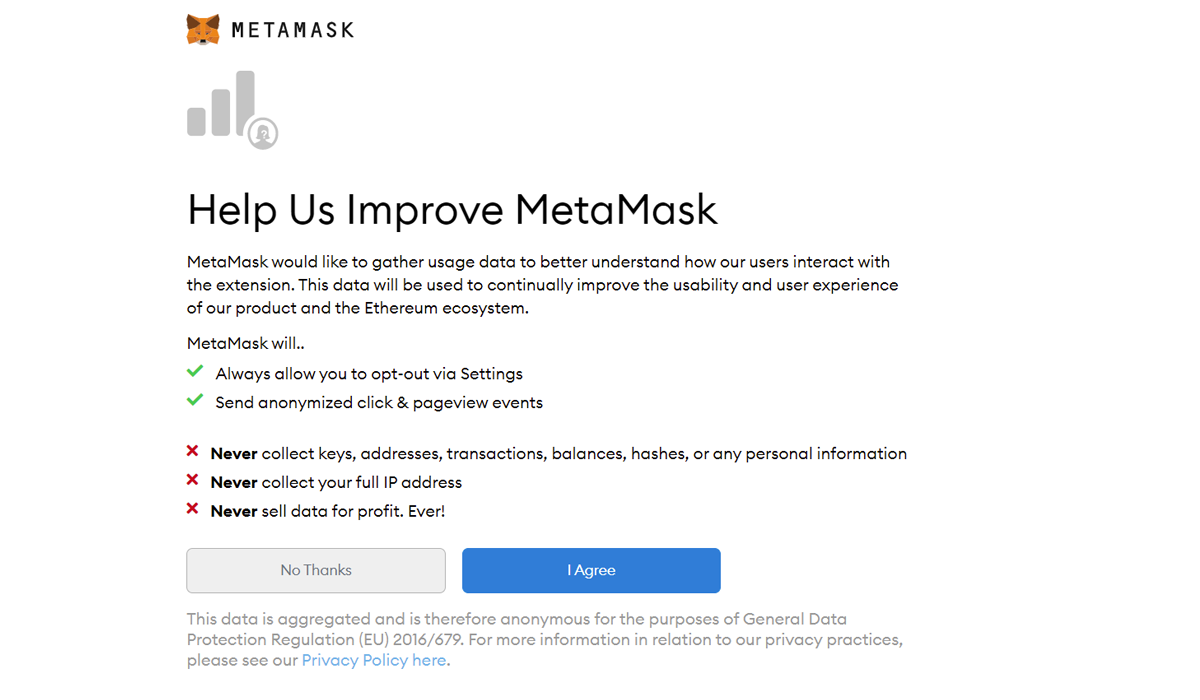 METAMASK
Help Us Improve MetaMask
MetaMask would like to gather usage data to better understand how our users interact with
the extension. This data will be used to continually improve the usability and user experience
of our product and the Ethereum ecosystem.
MetaMask will..
Always allow you to opt-out via Settings
Send anonymized click & pageview events
Never collect keys, addresses, transactions, balances, hashes, or any personal information
Never collect your full IP address
Never sell data for profit. Ever!
No Thanks
I Agree
This data is aggregated and is therefore anonymous for the purposes of General Data
Protection Regulation (EU) 2016/679. For more information in relation to our privacy practices,
please see our Privacy Policy here.